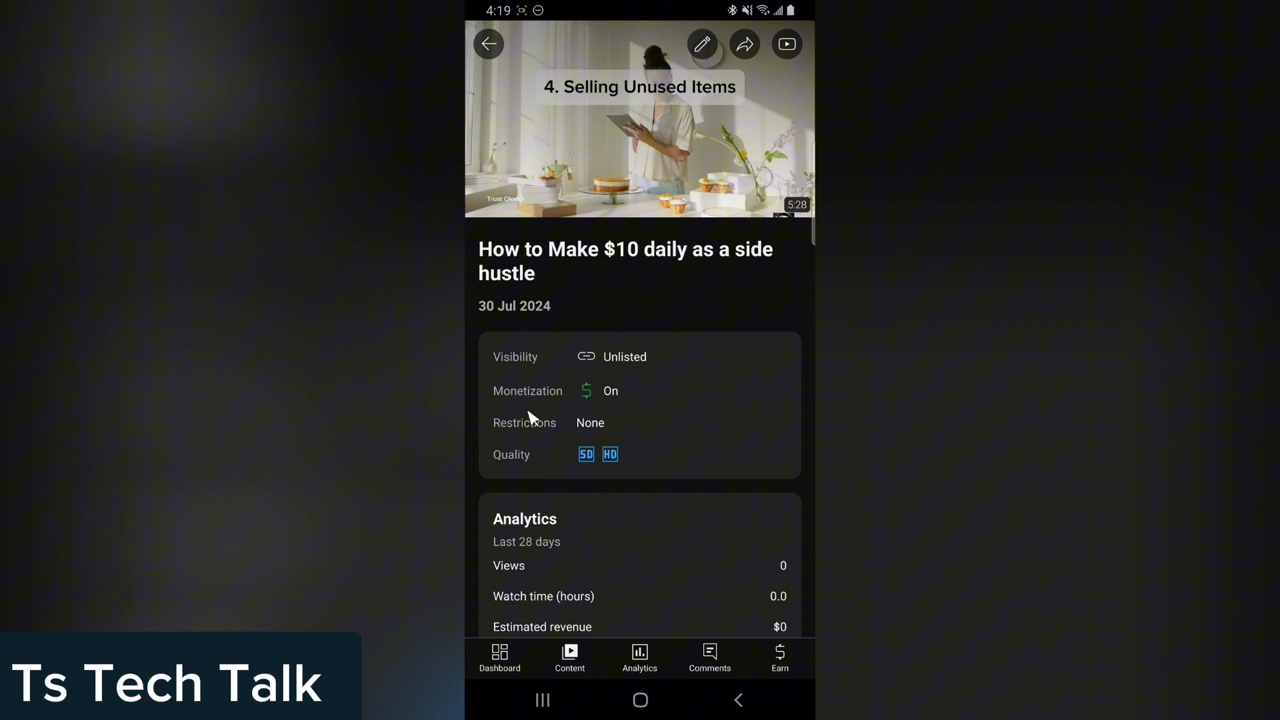 4:19
4. Selling Unused Items
5:28
How to Make $10 daily as a side
hustle
30 Jul 2024
Visibility Unlisted
Monetization On
Restrictions None
Quality SD HD
Analytics
Last 28 days
Views 0
Watch time (hours) 0.0
Estimated revenue $0
Dashboard Content Analytics Comments Earn
Ts Tech Talk